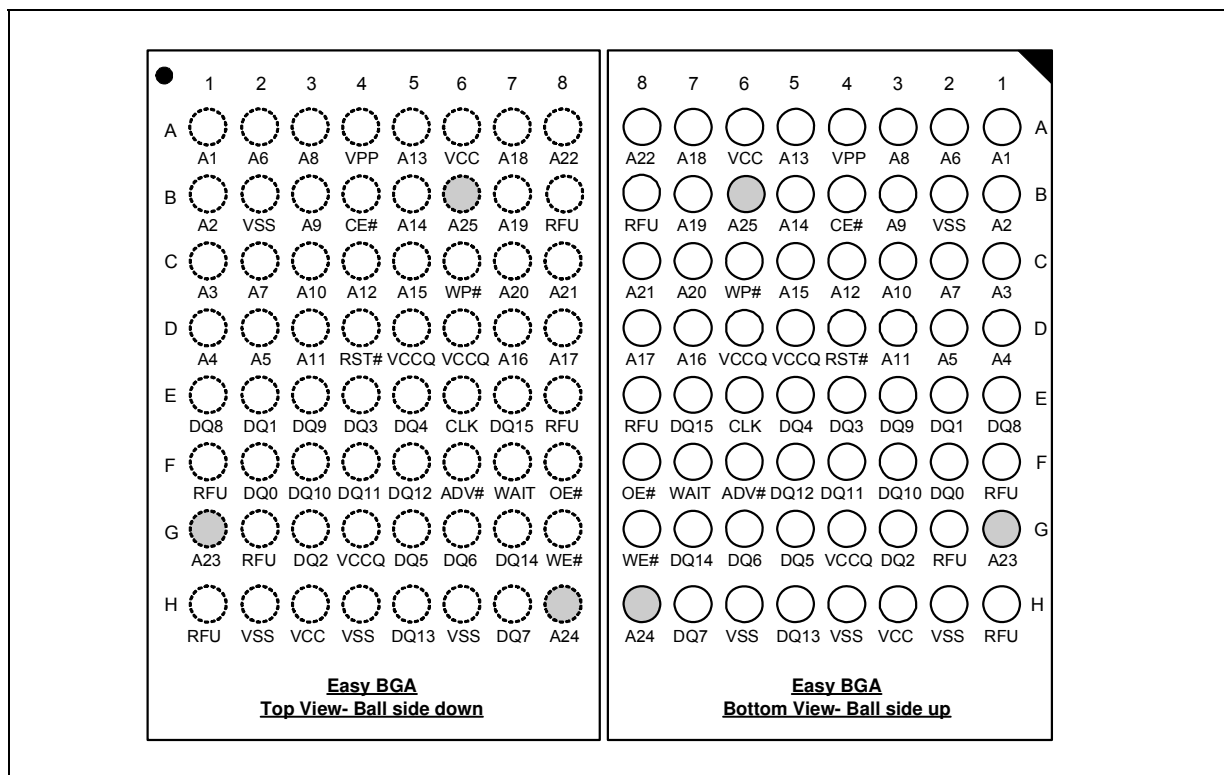 1 2 3 4 5 6 7 8
A
A1 A6 A8 VPP A13 VCC A18 A22
B
A2 VSS A9 CE# A14 A25 A19 RFU
C
A3 A7 A10 A12 A15 WP# A20 A21
D
A4 A5 A11 RST# VCCQ VCCQ A16 A17
E
DQ8 DQ1 DQ9 DQ3 DQ4 CLK DQ15 RFU
F
RFU DQ0 DQ10 DQ11 DQ12 ADV# WAIT OE#
G
A23 RFU DQ2 VCCQ DQ5 DQ6 DQ14 WE#
H
RFU VSS VCC VSS DQ13 VSS DQ7 A24
Easy BGA
Top View- Ball side down
8 7 6 5 4 3 2 1
A
A22 A18 VCC A13 VPP A8 A6 A1
B
RFU A19 A25 A14 CE# A9 VSS A2
C
A21 A20 WP# A15 A12 A10 A7 A3
D
A17 A16 VCCQ VCCQ RST# A11 A5 A4
E
RFU DQ15 CLK DQ4 DQ3 DQ9 DQ1 DQ8
F
OE# WAIT ADV# DQ12 DQ11 DQ10 DQ0 RFU
G
WE# DQ14 DQ6 DQ5 VCCQ DQ2 RFU A23
H
A24 DQ7 VSS DQ13 VSS VCC VSS RFU
Easy BGA
Bottom View- Ball side up